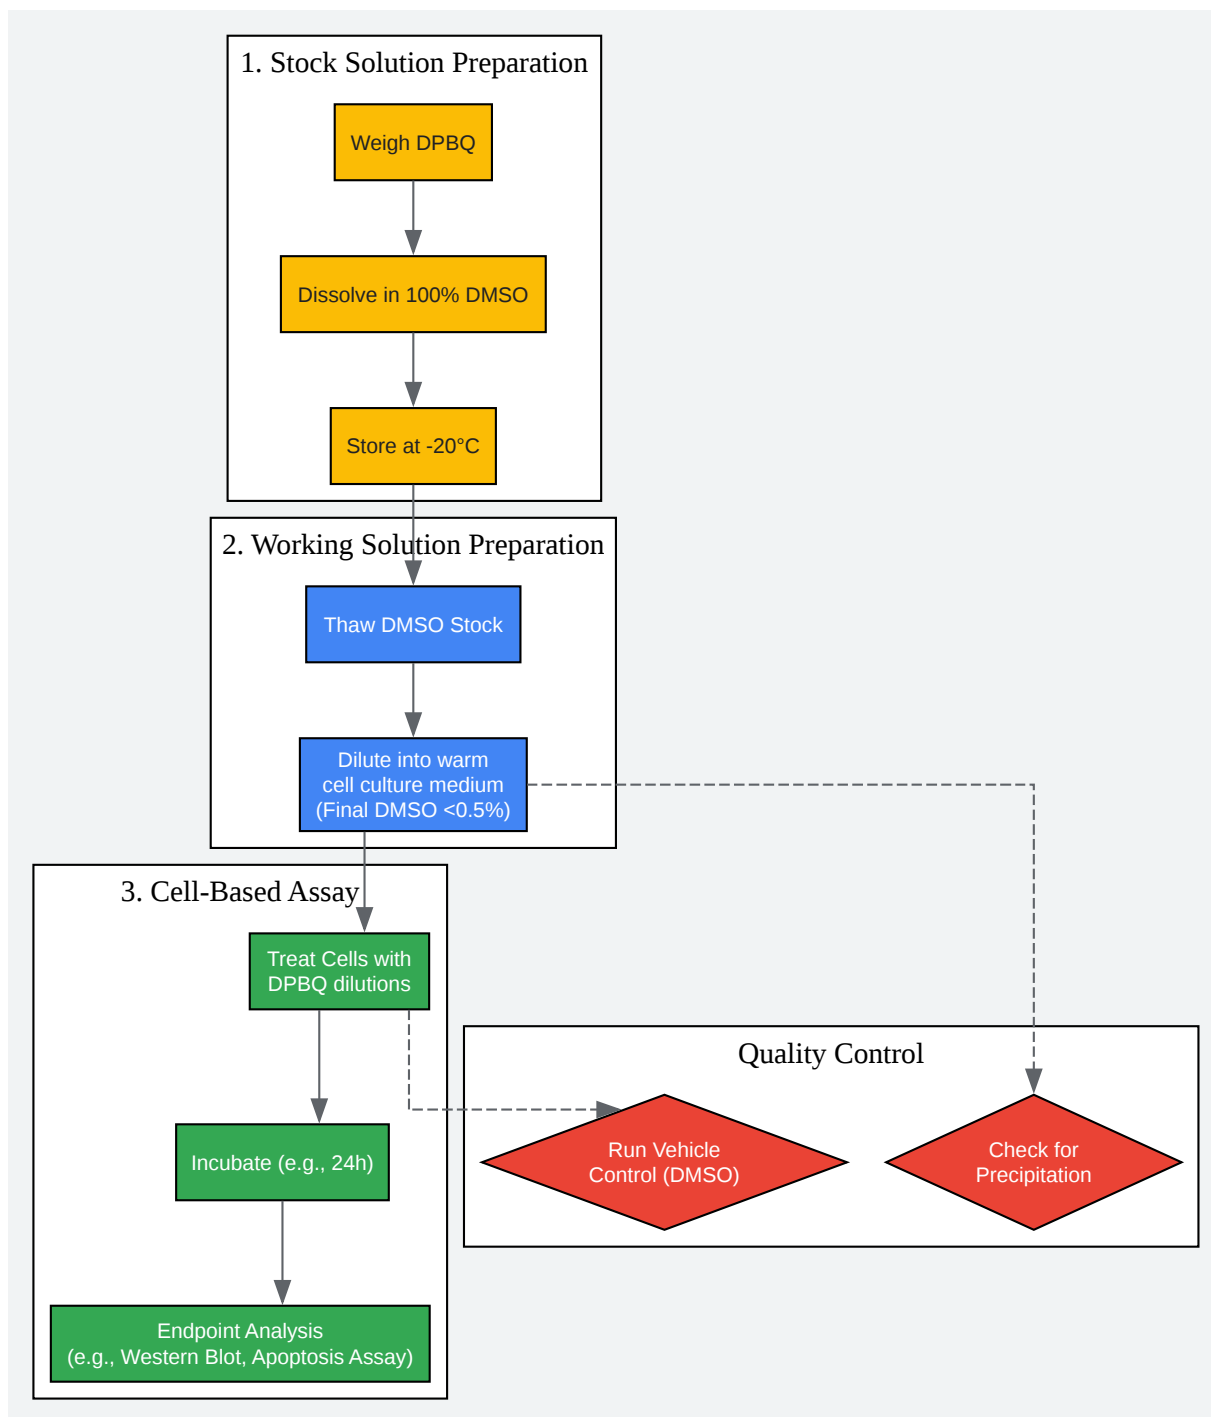 1. Stock Solution Preparation
Weigh DPBQ
Dissolve in 100% DMSO
Store at -20°C
2. Working Solution Preparation
Thaw DMSO Stock
Dilute into warm
cell culture medium
(Final DMSO <0.5%)
3. Cell-Based Assay
Treat Cells with
DPBQ dilutions
Incubate (e.g., 24h)
Endpoint Analysis
(e.g., Western Blot, Apoptosis Assay)
Quality Control
Run Vehicle
Control (DMSO)
Check for
Precipitation